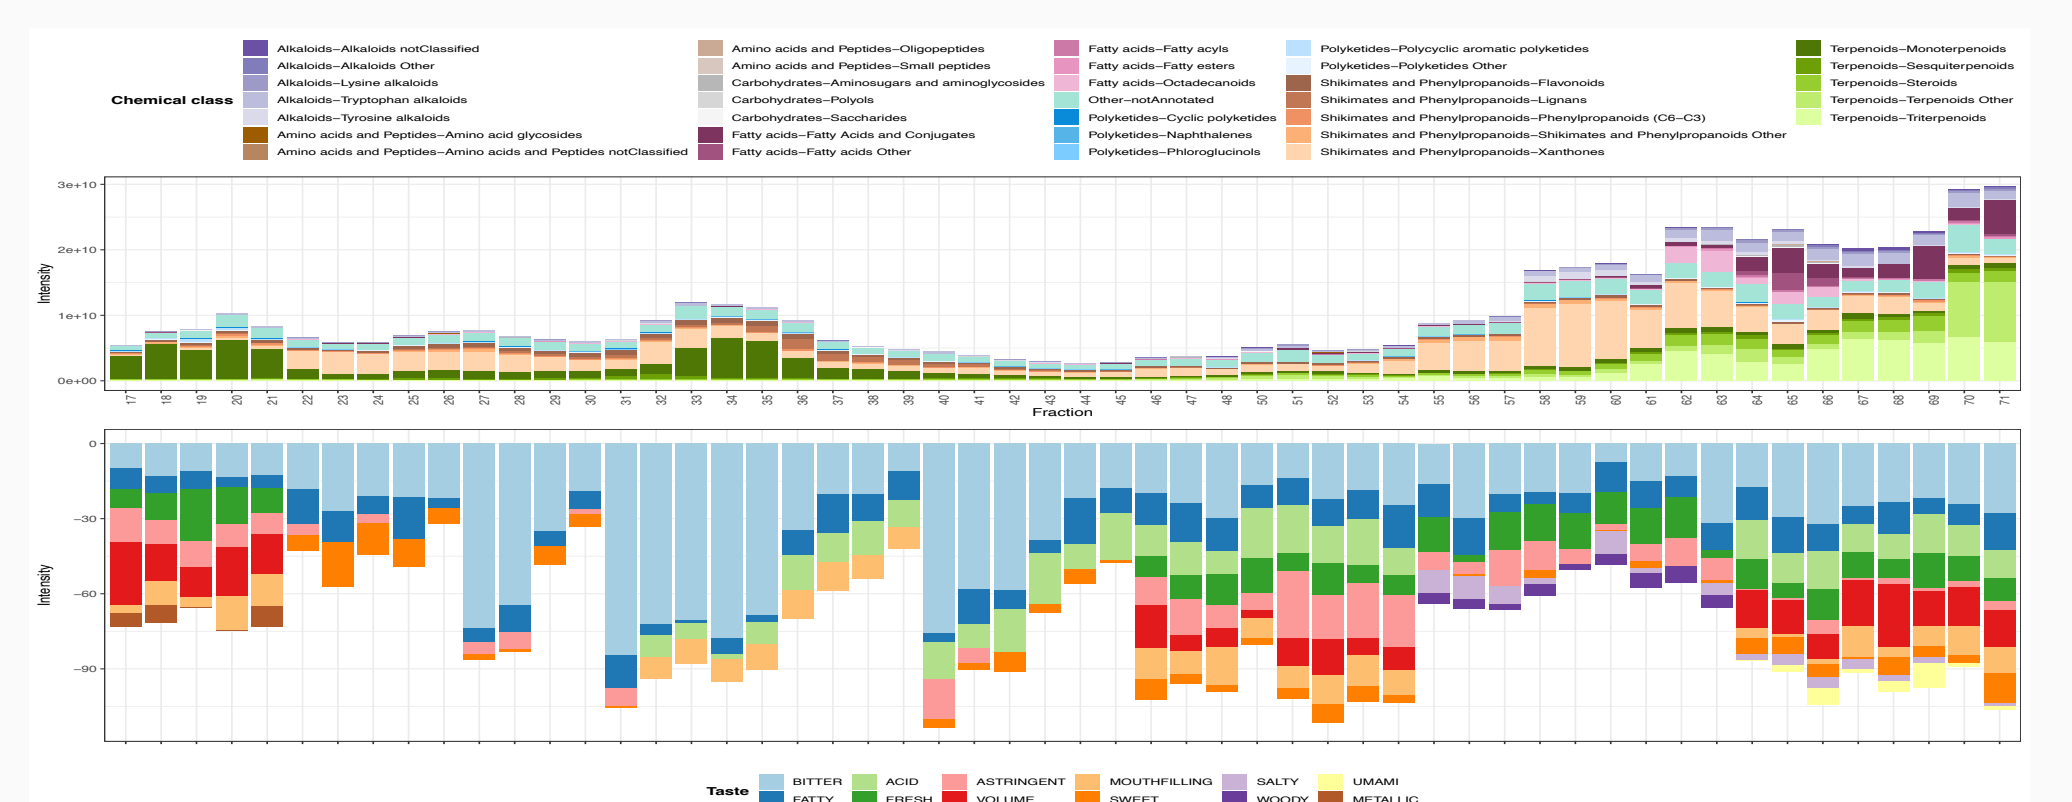 Chemical class
Alkaloids−Alkaloids notClassified
Alkaloids−Alkaloids Other
Alkaloids−Lysine alkaloids
Alkaloids−Tryptophan alkaloids
Alkaloids−Tyrosine alkaloids
Amino acids and Peptides−Amino acid glycosides
Amino acids and Peptides−Amino acids and Peptides notClassified
Amino acids and Peptides−Oligopeptides
Amino acids and Peptides−Small peptides
Carbohydrates−Aminosugars and aminoglycosides
Carbohydrates−Polyols
Carbohydrates−Saccharides
Fatty acids−Fatty Acids and Conjugates
Fatty acids−Fatty acids Other
Fatty acids−Fatty acyls
Fatty acids−Fatty esters
Fatty acids−Octadecanoids
Other−notAnnotated
Polyketides−Cyclic polyketides
Polyketides−Naphthalenes
Polyketides−Phloroglucinols
Polyketides−Polycyclic aromatic polyketides
Polyketides−Polyketides Other
Shikimates and Phenylpropanoids−Flavonoids
Shikimates and Phenylpropanoids−Lignans
Shikimates and Phenylpropanoids−Phenylpropanoids (C6−C3)
Shikimates and Phenylpropanoids−Shikimates and Phenylpropanoids Other
Shikimates and Phenylpropanoids−Xanthones
Terpenoids−Monoterpenoids
Terpenoids−Sesquiterpenoids
Terpenoids−Steroids
Terpenoids−Terpenoids Other
Terpenoids−Triterpenoids
Intensity
3e+10
2e+10
1e+10
0e+00
17 18 19 20 21 22 23 24 25 26 27 28 29 30 31 32 33 34 35 36 37 38 39 40 41 42 43 44 45 46 47 48 50 51 52 53 54 55 56 57 58 59 60 61 62 63 64 65 66 67 68 69 70 71
Fraction
Intensity
0
−30
−60
−90
Taste
BITTER ACID ASTRINGENT MOUTHFILLING SALTY UMAMI
FATTY FRESH VOLUME SWEET WOODY METALLIC